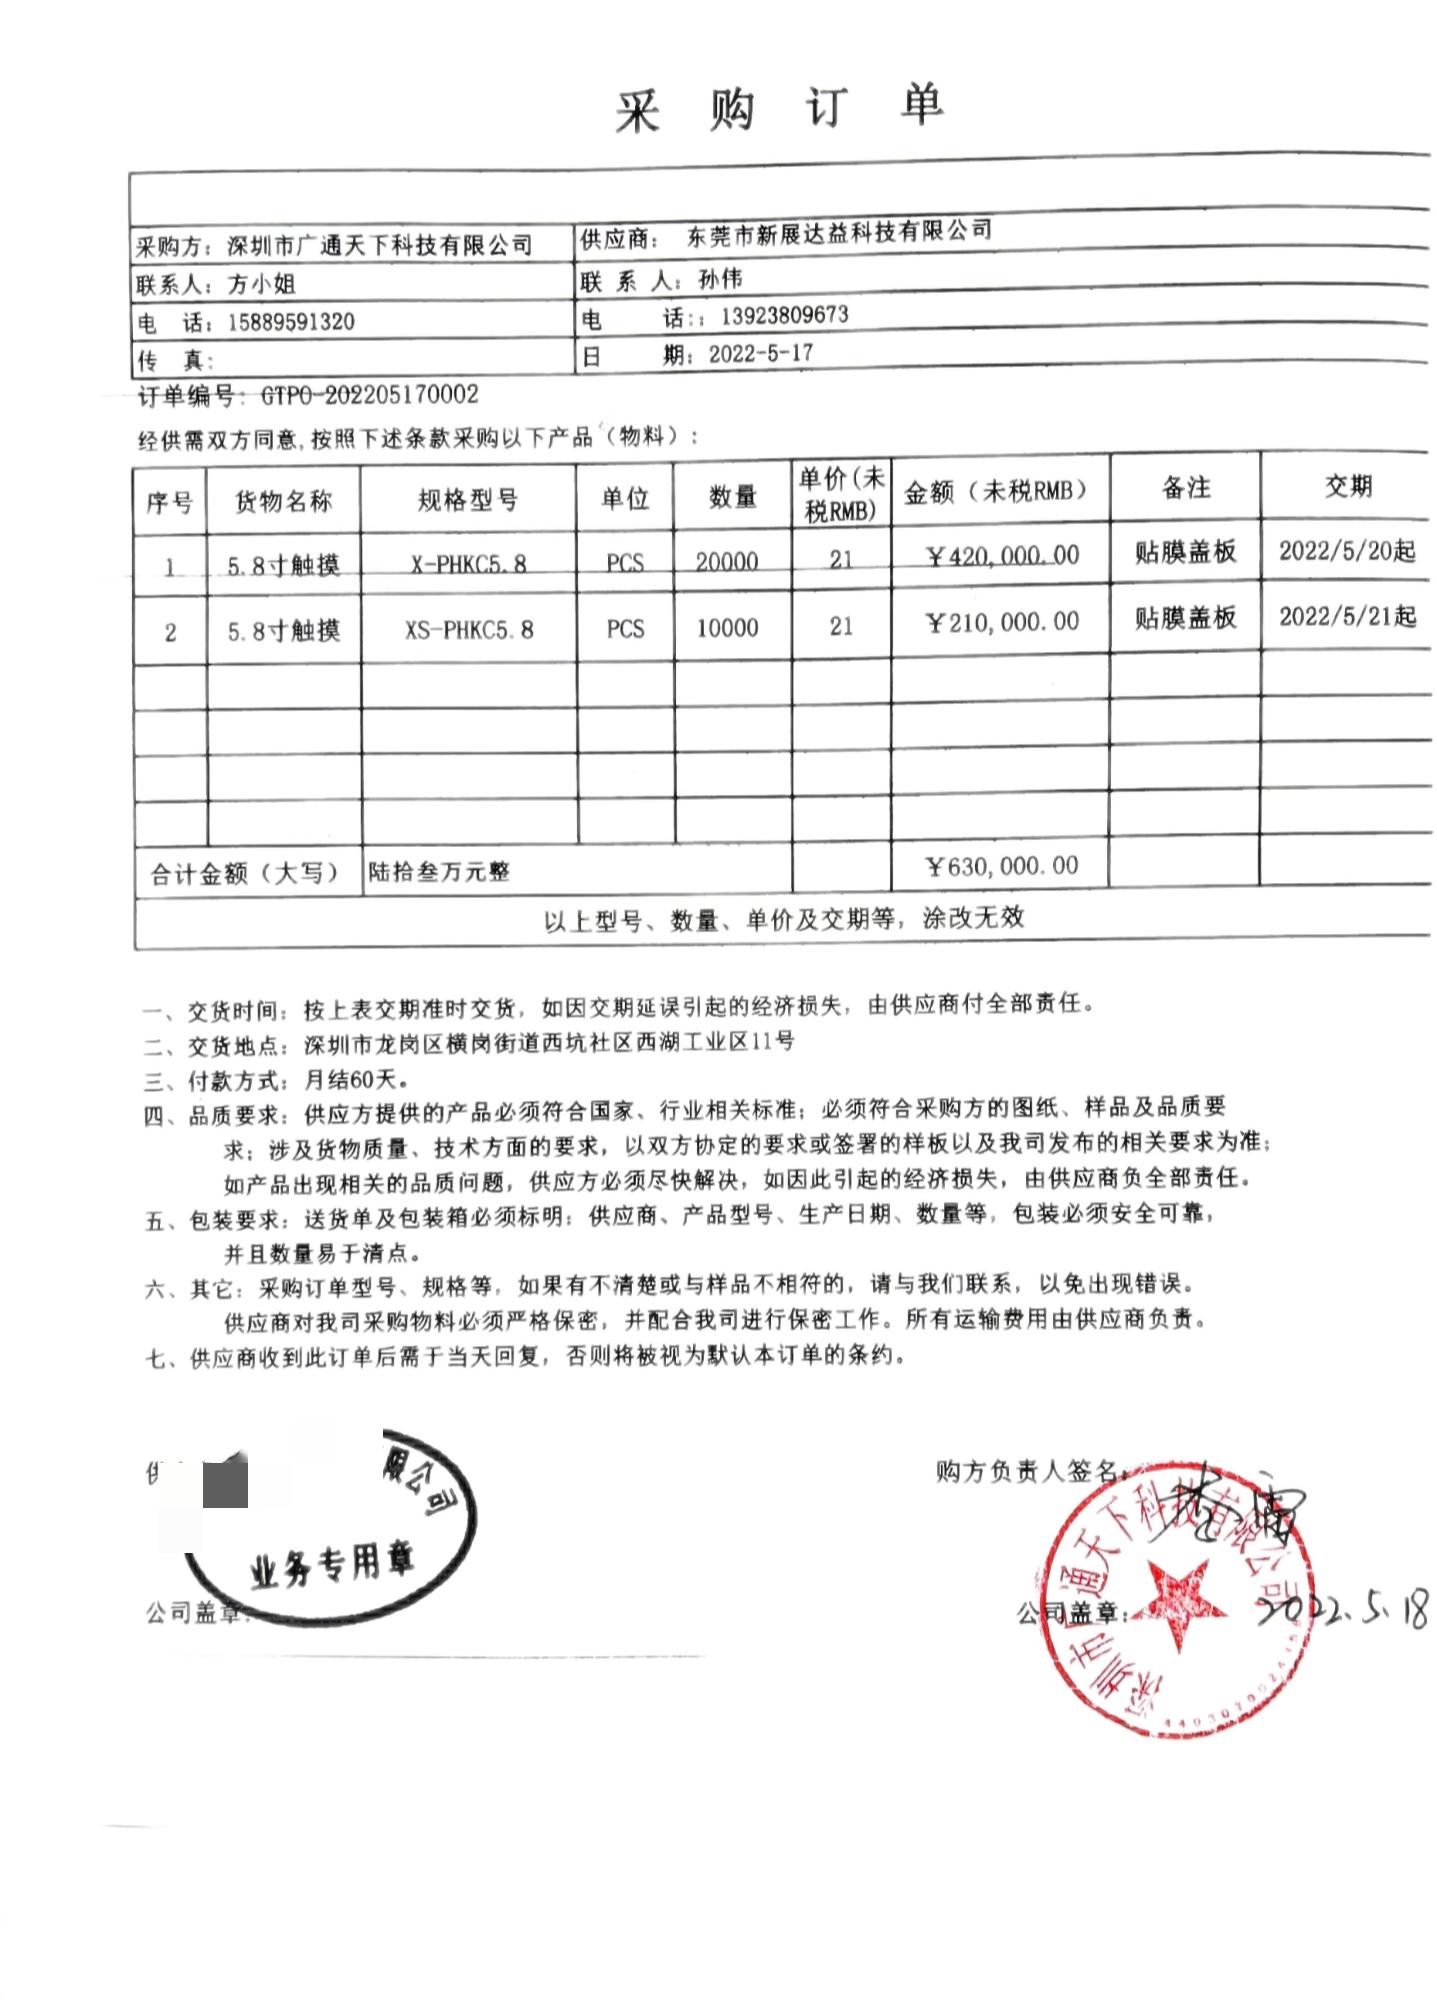 采 购 订 单
采购方：深圳市广通天下科技有限公司 供应商： 东莞市新展达益科技有限公司
联系人：方小姐 联 系 人：孙伟
电 话：15889591320 电 话：：13923809673
传 真： 日 期：2022-5-17
订单编号：GTPO-202205170002
经供需双方同意,按照下述条款采购以下产品（物料）：
序号 货物名称 规格型号 单位 数量 单价(未税RMB) 金额（未税RMB） 备注 交期
1 5.8寸触摸 X-PHKC5.8 PCS 20000 21 ￥420,000.00 贴膜盖板 2022/5/20起
2 5.8寸触摸 XS-PHKC5.8 PCS 10000 21 ￥210,000.00 贴膜盖板 2022/5/21起
合计金额（大写） 陆拾叁万元整 ￥630,000.00
以上型号、数量、单价及交期等，涂改无效
一、交货时间：按上表交期准时交货，如因交期延误引起的经济损失，由供应商付全部责任。
二、交货地点：深圳市龙岗区横岗街道西坑社区西湖工业区11号
三、付款方式：月结60天。
四、品质要求：供应方提供的产品必须符合国家、行业相关标准；必须符合采购方的图纸、样品及品质要
求；涉及货物质量、技术方面的要求，以双方协定的要求或签署的样板以及我司发布的相关要求为准；
如产品出现相关的品质问题，供应方必须尽快解决，如因此引起的经济损失，由供应商负全部责任。
五、包装要求：送货单及包装箱必须标明：供应商、产品型号、生产日期、数量等，包装必须安全可靠，
并且数量易于清点。
六、其它：采购订单型号、规格等，如果有不清楚或与样品不相符的，请与我们联系，以免出现错误。
供应商对我司采购物料必须严格保密，并配合我司进行保密工作。所有运输费用由供应商负责。
七、供应商收到此订单后需于当天回复，否则将被视为默认本订单的条约。
供 限公司 购方负责人签名：
业务专用章
深圳市广通天下科技有限公司
公司盖章： 公司盖章： 2022.5.18